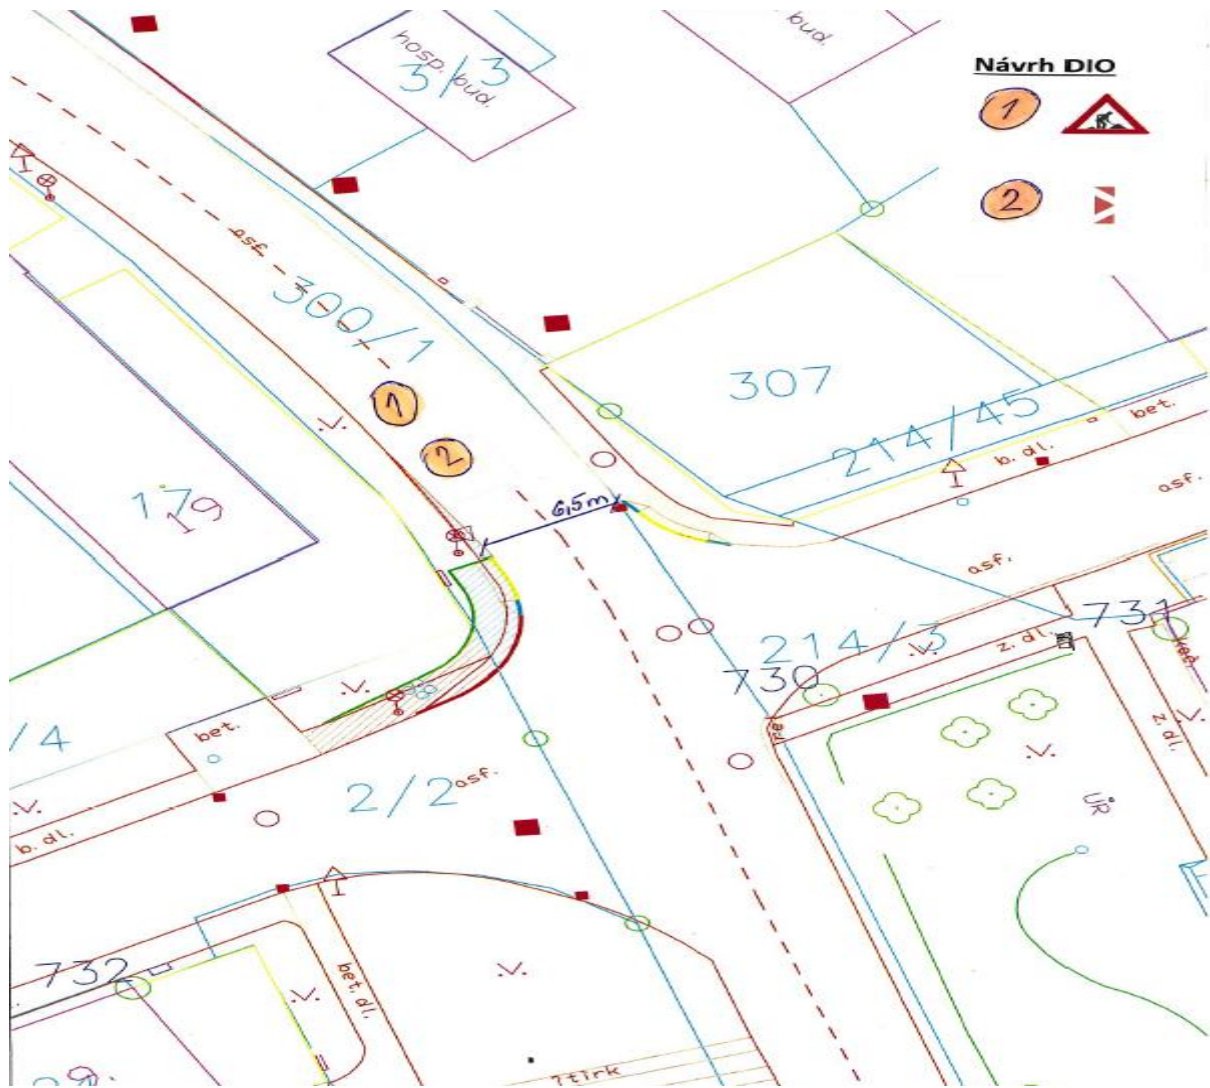 bud.
hosp. bud.
3/3
Návrh DIO
1
2
asf.
300/1
1
2
307
214/45
bet.
b. dl.
asf.
17
19
6,5m
asf.
731
214/3
z. dl.
730
bet.
/4
2/2
asf.
z. dl.
b. dl.
ÚŘ
732
bet. dl.